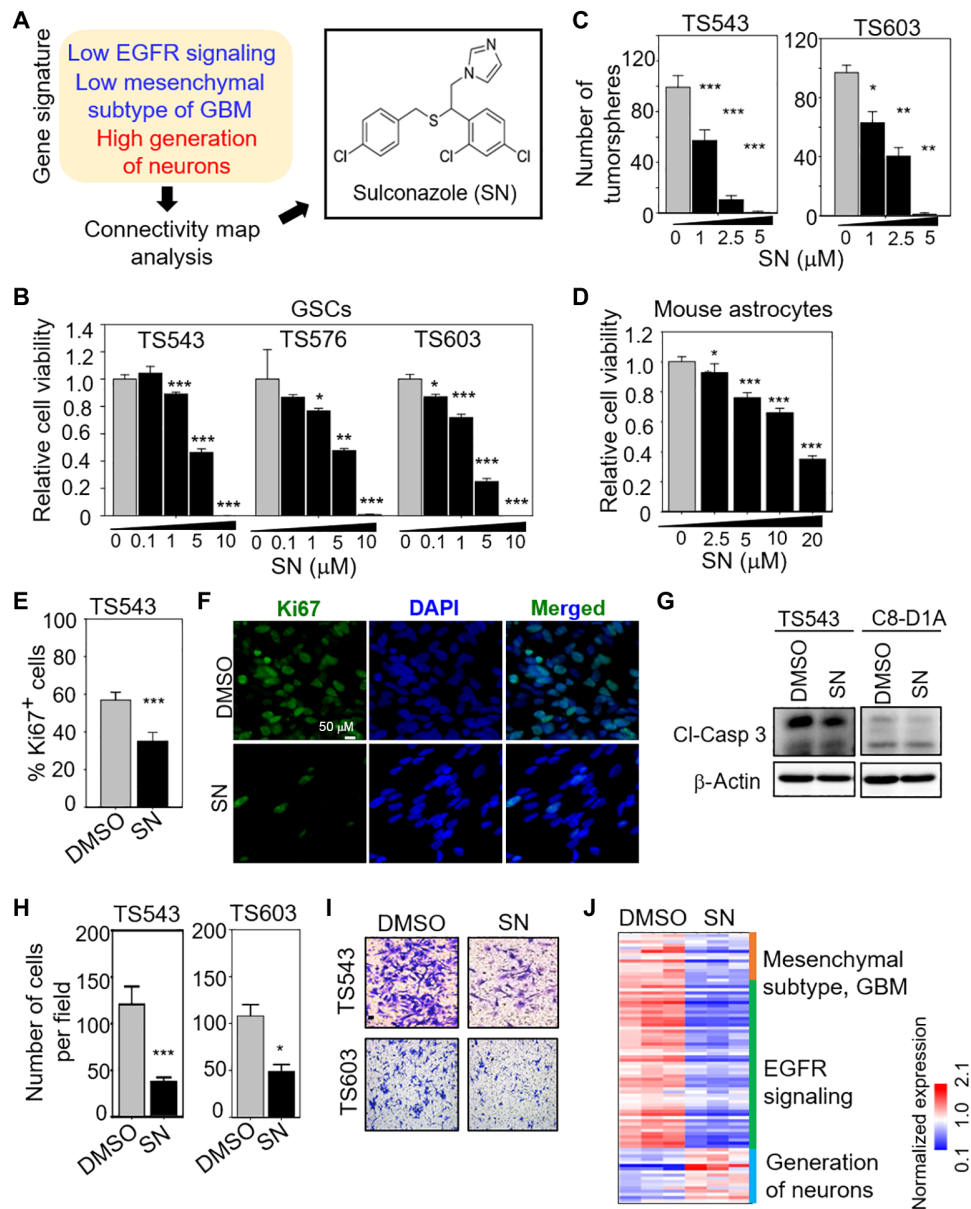 A
Gene signature
Low EGFR signaling
Low mesenchymal
subtype of GBM
High generation
of neurons
Connectivity map
analysis
N
N
S
Cl
Cl
Cl
Sulconazole (SN)
C
TS543
TS603
Number of
tumorspheres
120
80
40
0
***
***
***
0 1 2.5 5
120
80
40
0
*
**
**
0 1 2.5 5
SN (μM)
B
GSCs
Relative cell viability
1.4
1.2
1.0
0.8
0.6
0.4
0.2
0
TS543
TS576
TS603
***
***
***
*
**
***
*
***
***
***
0 0.1 1 5 10
0 0.1 1 5 10
0 0.1 1 5 10
SN (μM)
D
Mouse astrocytes
Relative cell viability
1.2
1.0
0.8
0.6
0.4
0.2
0
*
***
***
***
0 2.5 5 10 20
SN (μM)
E
TS543
% Ki67+ cells
100
80
60
40
20
0
***
DMSO
SN
F
Ki67
DAPI
Merged
DMSO
50 μM
SN
G
TS543
C8-D1A
DMSO
SN
DMSO
SN
Cl-Casp 3
β-Actin
H
TS543
TS603
Number of cells
per field
200
150
100
50
0
***
DMSO
SN
200
150
100
50
0
*
DMSO
SN
I
DMSO
SN
TS543
TS603
J
DMSO
SN
Mesenchymal
subtype, GBM
EGFR
signaling
Generation
of neurons
Normalized expression
0.1 1.0 2.1